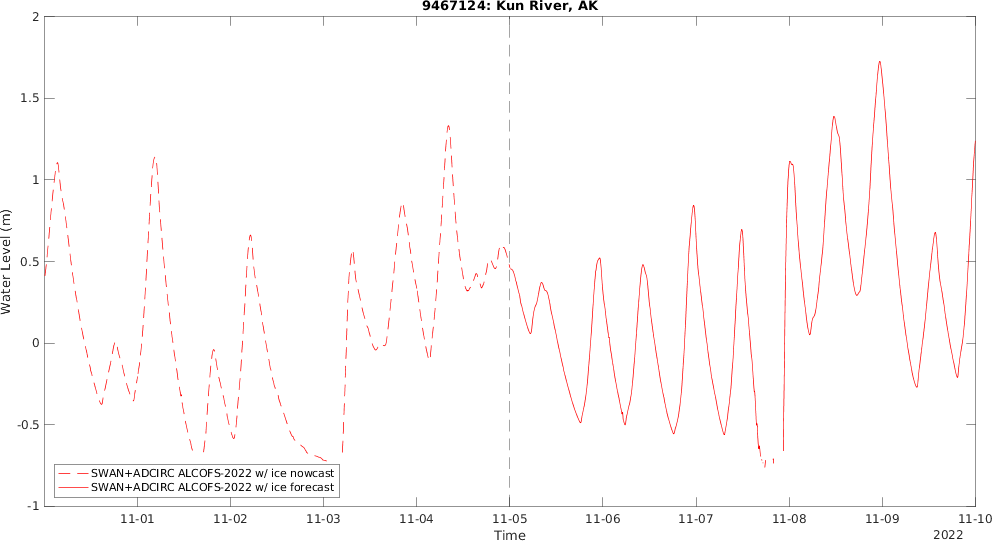 9467124: Kun River, AK
Water Level (m)
2
1.5
1
0.5
0
-0.5
-1
SWAN+ADCIRC ALCOFS-2022 w/ ice nowcast
SWAN+ADCIRC ALCOFS-2022 w/ ice forecast
11-01 11-02 11-03 11-04 11-05 11-06 11-07 11-08 11-09 11-10
Time
2022